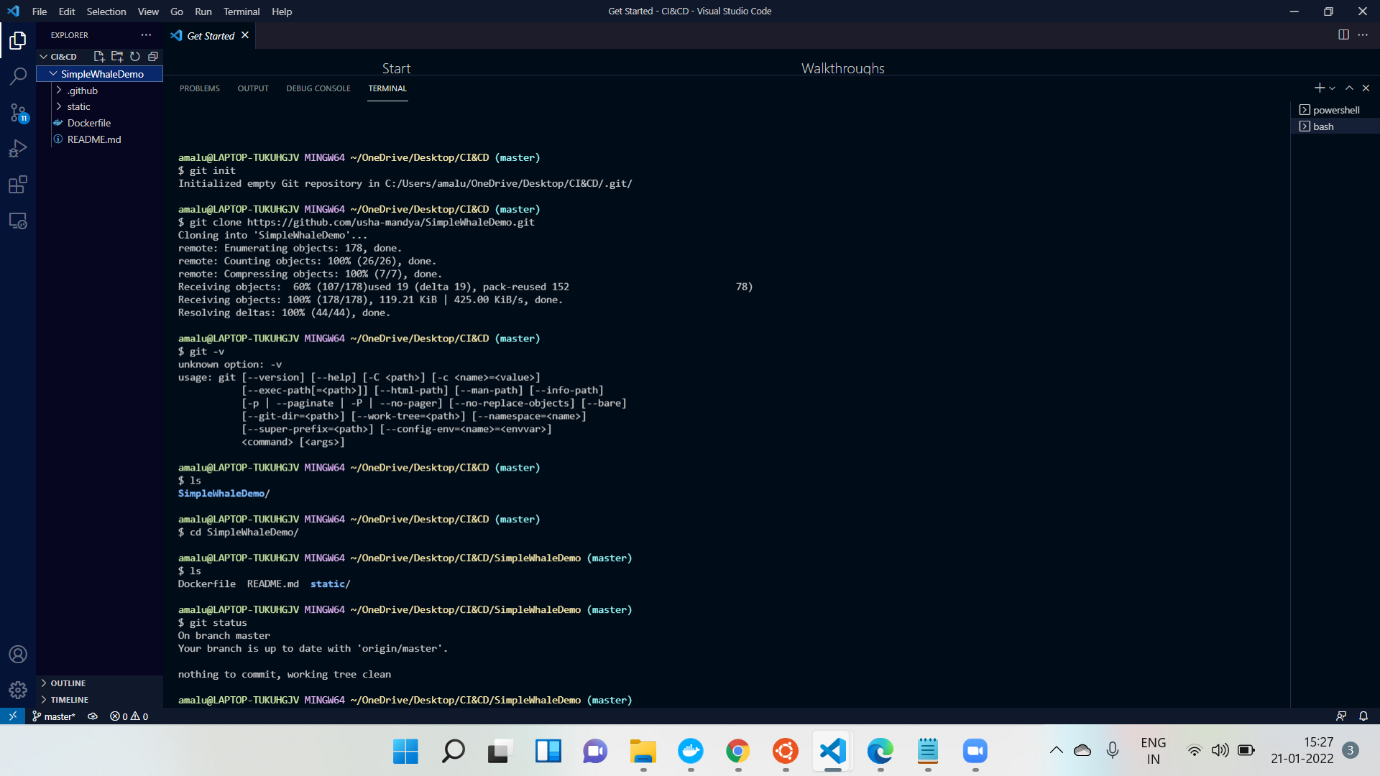 File Edit Selection View Go Run Terminal Help
Get Started - CI&CD - Visual Studio Code
EXPLORER
CI&CD
SimpleWhaleDemo
.github
static
Dockerfile
README.md
OUTLINE
TIMELINE
11
Get Started
Start
Walkthroughs
PROBLEMS OUTPUT DEBUG CONSOLE TERMINAL
powershell
bash
amalu@LAPTOP-TUKUHGJV MINGW64 ~/OneDrive/Desktop/CI&CD (master)
$ git init
Initialized empty Git repository in C:/Users/amalu/OneDrive/Desktop/CI&CD/.git/
amalu@LAPTOP-TUKUHGJV MINGW64 ~/OneDrive/Desktop/CI&CD (master)
$ git clone https://github.com/usha-mandya/SimpleWhaleDemo.git
Cloning into 'SimpleWhaleDemo'...
remote: Enumerating objects: 178, done.
remote: Counting objects: 100% (26/26), done.
remote: Compressing objects: 100% (7/7), done.
Receiving objects:  60% (107/178)used 19 (delta 19), pack-reused 152 78)
Receiving objects: 100% (178/178), 119.21 KiB | 425.00 KiB/s, done.
Resolving deltas: 100% (44/44), done.
amalu@LAPTOP-TUKUHGJV MINGW64 ~/OneDrive/Desktop/CI&CD (master)
$ git -v
unknown option: -v
usage: git [--version] [--help] [-C <path>] [-c <name>=<value>]
[--exec-path[=<path>]] [--html-path] [--man-path] [--info-path]
[-p | --paginate | -P | --no-pager] [--no-replace-objects] [--bare]
[--git-dir=<path>] [--work-tree=<path>] [--namespace=<name>]
[--super-prefix=<path>] [--config-env=<name>=<envvar>]
<command> [<args>]
amalu@LAPTOP-TUKUHGJV MINGW64 ~/OneDrive/Desktop/CI&CD (master)
$ ls
SimpleWhaleDemo/
amalu@LAPTOP-TUKUHGJV MINGW64 ~/OneDrive/Desktop/CI&CD (master)
$ cd SimpleWhaleDemo/
amalu@LAPTOP-TUKUHGJV MINGW64 ~/OneDrive/Desktop/CI&CD/SimpleWhaleDemo (master)
$ ls
Dockerfile  README.md  static/
amalu@LAPTOP-TUKUHGJV MINGW64 ~/OneDrive/Desktop/CI&CD/SimpleWhaleDemo (master)
$ git status
On branch master
Your branch is up to date with 'origin/master'.
nothing to commit, working tree clean
amalu@LAPTOP-TUKUHGJV MINGW64 ~/OneDrive/Desktop/CI&CD/SimpleWhaleDemo (master)
master* 0 0
ENG
IN
15:27
21-01-2022
3